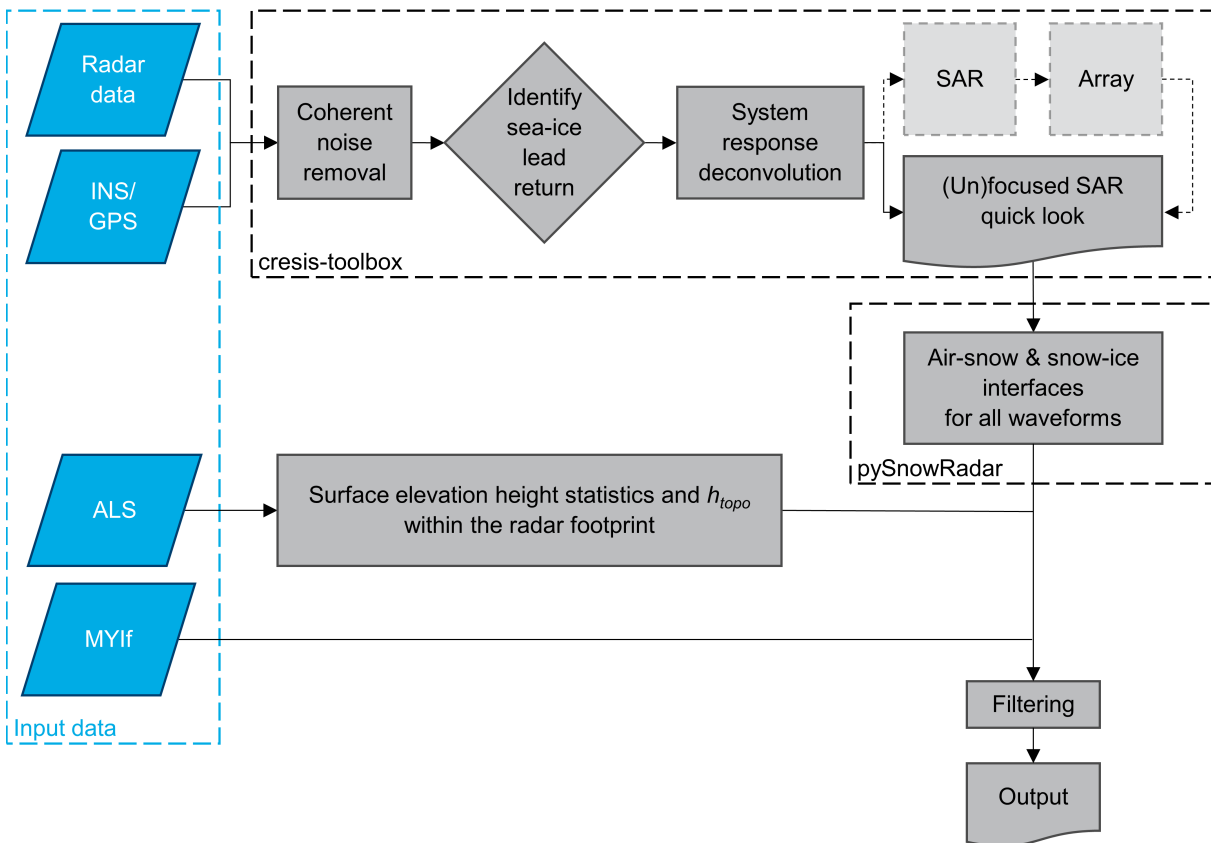 Radar
data
INS/
GPS
Coherent
noise
removal
Identify
sea-ice
lead
return
System
response
deconvolution
SAR
Array
(Un)focused SAR
quick look
cresis-toolbox
Air-snow & snow-ice
interfaces
for all waveforms
pySnowRadar
ALS
Surface elevation height statistics and h_topo
within the radar footprint
MYIf
Input data
Filtering
Output